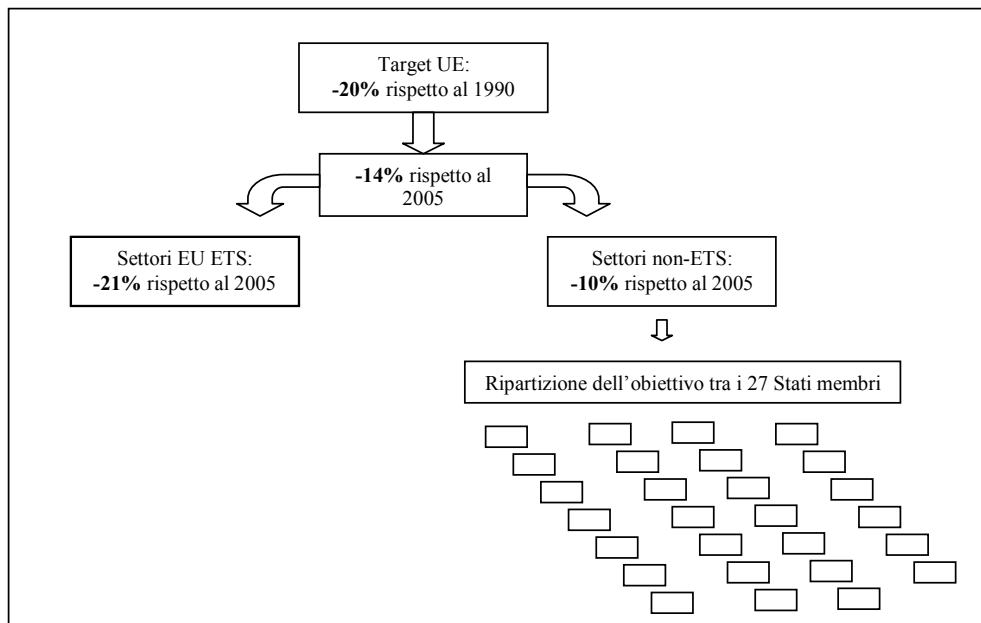 Target UE:
-20% rispetto al 1990
-14% rispetto al
2005
Settori EU ETS:
-21% rispetto al 2005
Settori non-ETS:
-10% rispetto al 2005
Ripartizione dell’obiettivo tra i 27 Stati membri